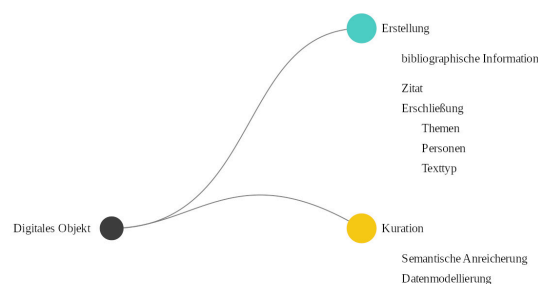 Erstellung
bibliographische Information
Zitat
Erschließung
Themen
Personen
Texttyp
Digitales Objekt
Kuration
Semantische Anreicherung
Datenmodellierung